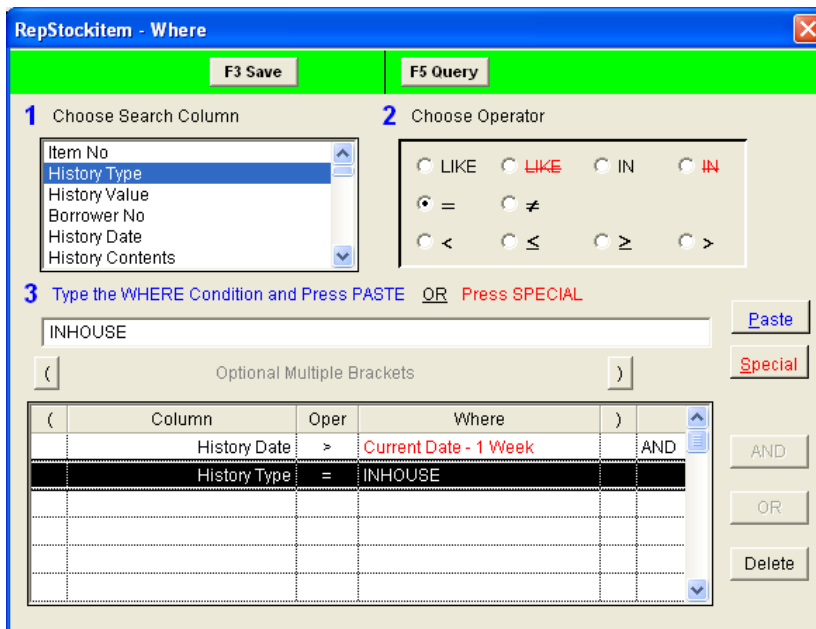 RepStockitem - Where
F3 Save F5 Query
1 Choose Search Column
Item No
History Type
History Value
Borrower No
History Date
History Contents
2 Choose Operator
LIKE LIKE IN IN
= ≠
< ≤ ≥ >
3 Type the WHERE Condition and Press PASTE OR Press SPECIAL
INHOUSE
Paste
Special
( Optional Multiple Brackets )
( Column Oper Where )
History Date > Current Date - 1 Week AND
History Type = INHOUSE
AND
OR
Delete